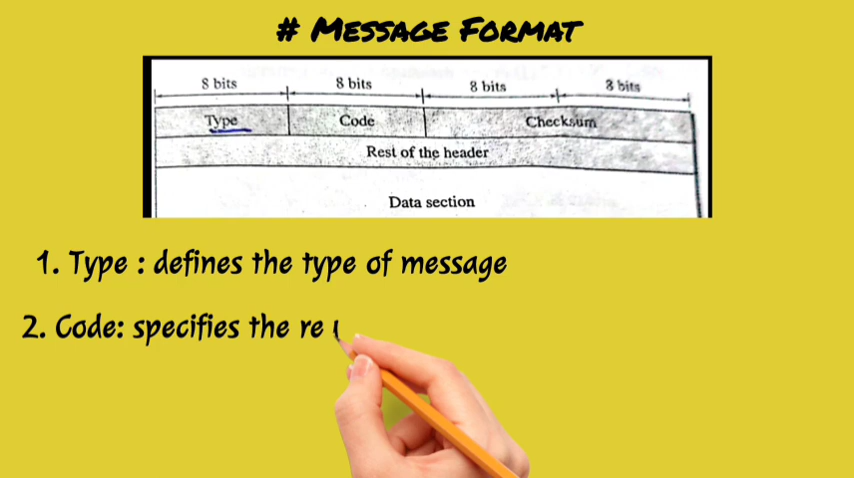 # MESSAGE FORMAT
8 bits 8 bits 8 bits 8 bits
Type Code Checksum
Rest of the header
Data section
1. Type : defines the type of message
2. Code: specifies the re